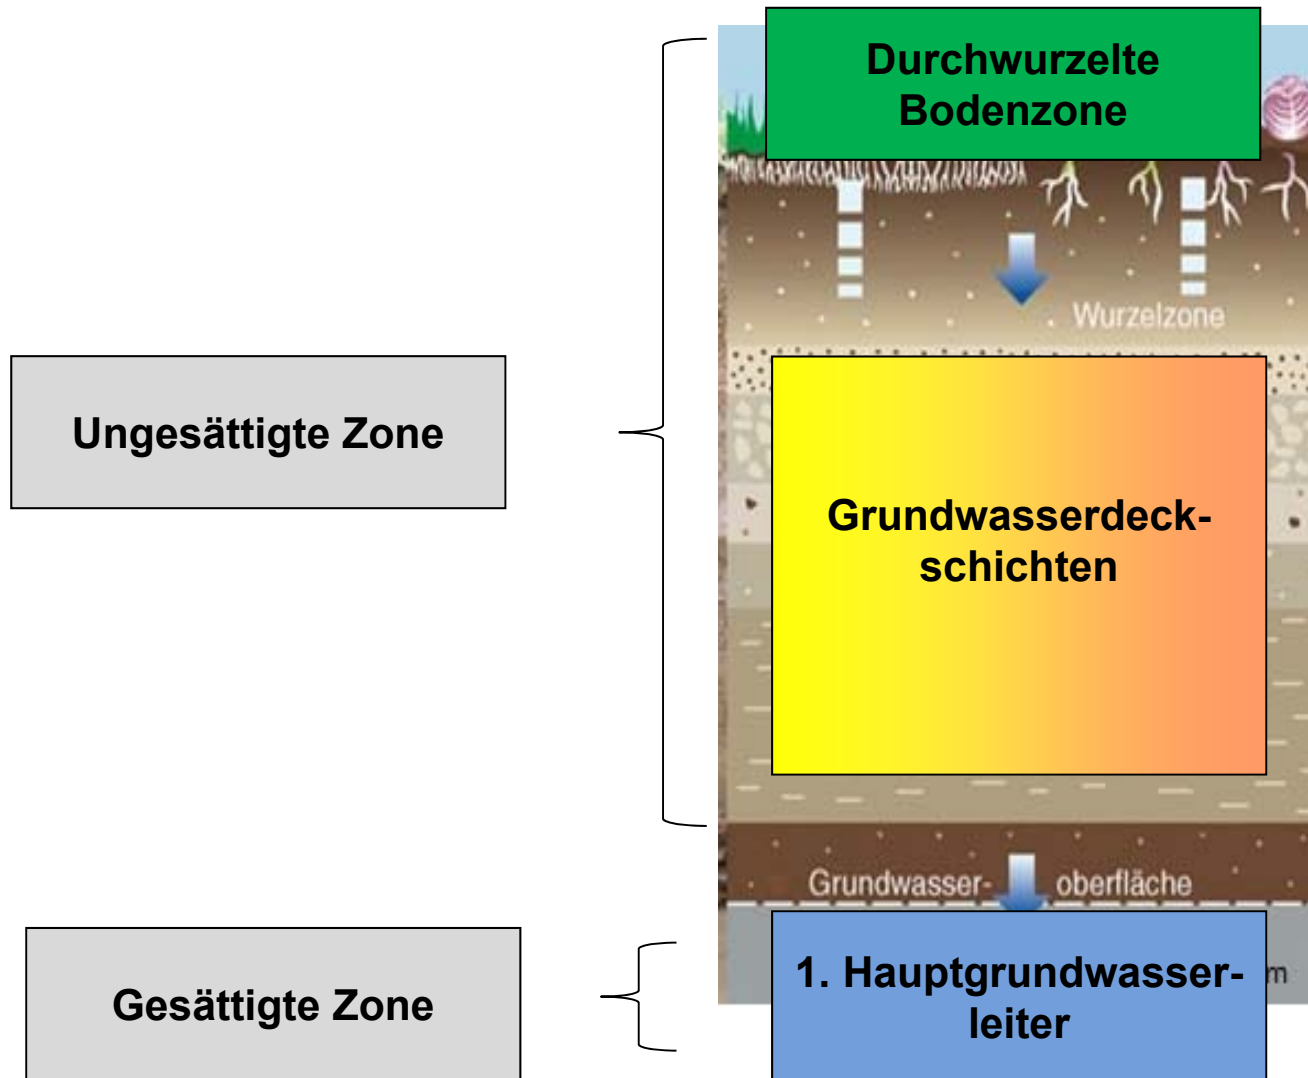 Durchwurzelte
Bodenzone
Wurzelzone
Ungesättigte Zone
Grundwasserdeck-
schichten
Grundwasser- oberfläche
Gesättigte Zone
1. Hauptgrundwasser-
leiter
m